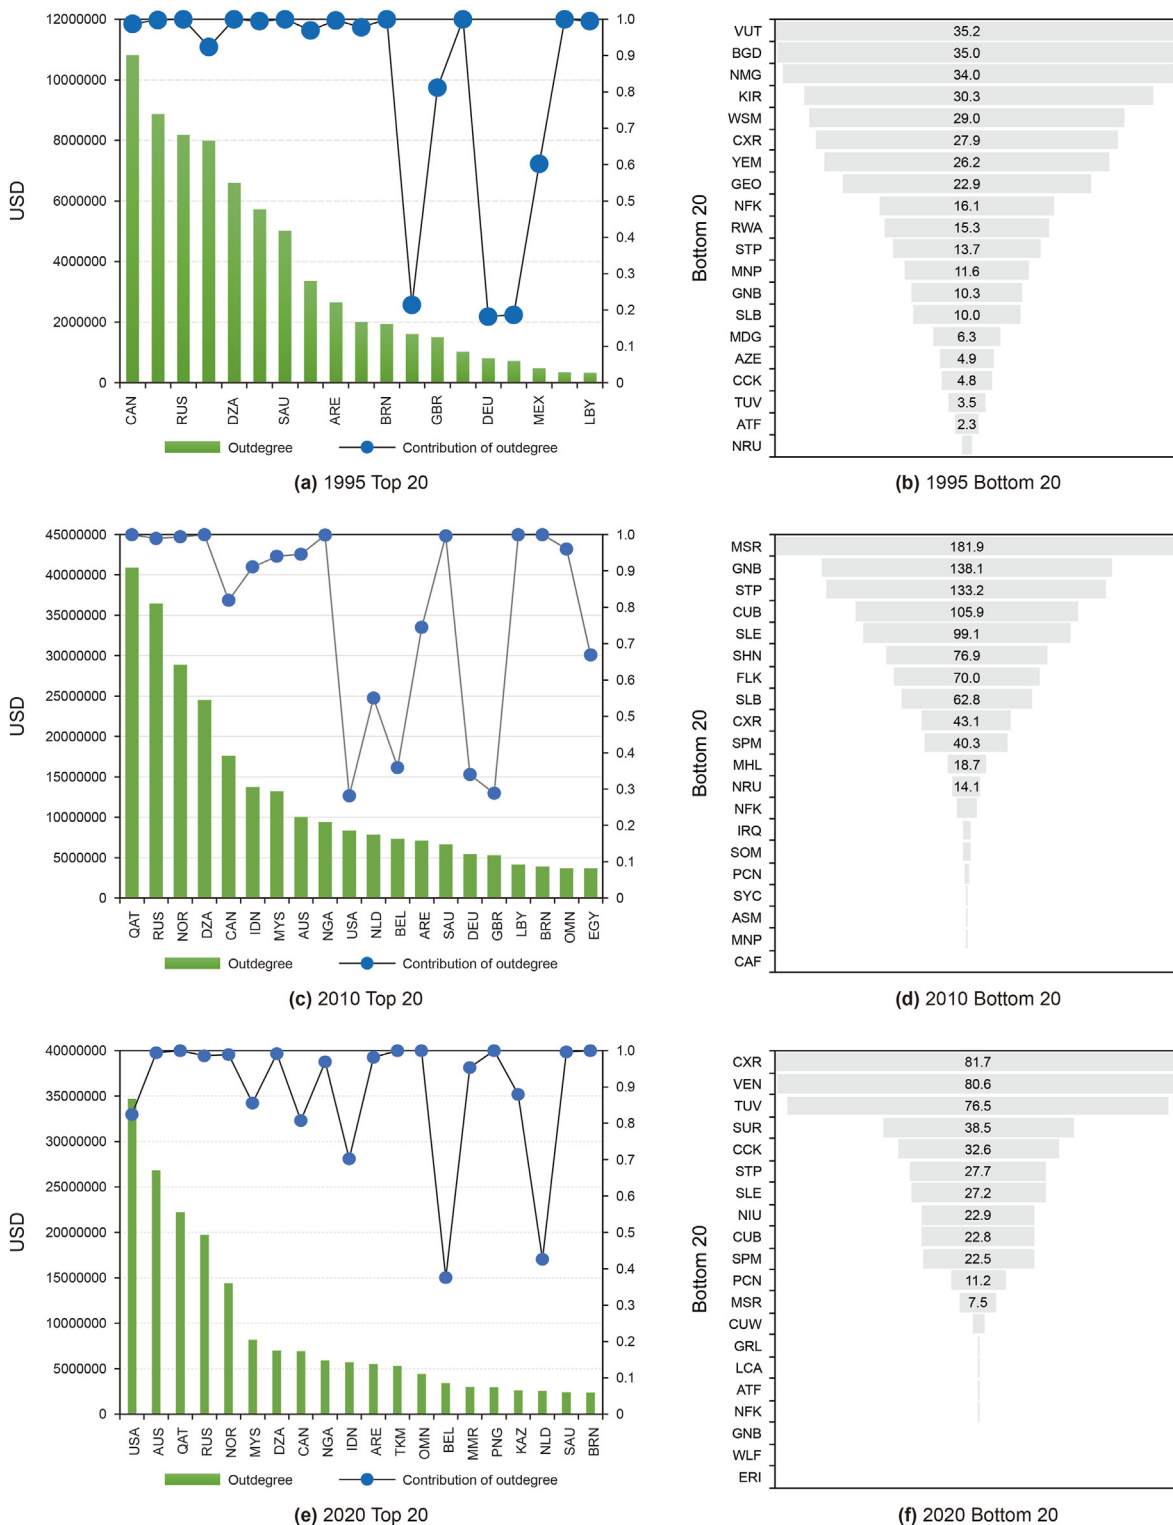 12000000
10000000
8000000
6000000
4000000
2000000
0
USD
1.0
0.9
0.8
0.7
0.6
0.5
0.4
0.3
0.2
0.1
0
CAN
RUS
DZA
SAU
ARE
BRN
GBR
DEU
MEX
LBY
Outdegree
Contribution of outdegree
(a) 1995 Top 20
Bottom 20
VUT 35.2
BGD 35.0
NMG 34.0
KIR 30.3
WSM 29.0
CXR 27.9
YEM 26.2
GEO 22.9
NFK 16.1
RWA 15.3
STP 13.7
MNP 11.6
GNB 10.3
SLB 10.0
MDG 6.3
AZE 4.9
CCK 4.8
TUV 3.5
ATF 2.3
NRU
(b) 1995 Bottom 20
45000000
40000000
35000000
30000000
25000000
20000000
15000000
10000000
5000000
0
USD
1.0
0.9
0.8
0.7
0.6
0.5
0.4
0.3
0.2
0.1
0
QAT
RUS
NOR
DZA
CAN
IDN
MYS
AUS
NGA
USA
NLD
BEL
ARE
SAU
DEU
GBR
LBY
BRN
OMN
EGY
Outdegree
Contribution of outdegree
(c) 2010 Top 20
Bottom 20
MSR 181.9
GNB 138.1
STP 133.2
CUB 105.9
SLE 99.1
SHN 76.9
FLK 70.0
SLB 62.8
CXR 43.1
SPM 40.3
MHL 18.7
NRU 14.1
NFK
IRQ
SOM
PCN
SYC
ASM
MNP
CAF
(d) 2010 Bottom 20
40000000
35000000
30000000
25000000
20000000
15000000
10000000
5000000
0
USD
1.0
0.9
0.8
0.7
0.6
0.5
0.4
0.3
0.2
0.1
0
USA
AUS
QAT
RUS
NOR
MYS
DZA
CAN
NGA
IDN
ARE
TKM
OMN
BEL
MMR
PNG
KAZ
NLD
SAU
BRN
Outdegree
Contribution of outdegree
(e) 2020 Top 20
Bottom 20
CXR 81.7
VEN 80.6
TUV 76.5
SUR 38.5
CCK 32.6
STP 27.7
SLE 27.2
NIU 22.9
CUB 22.8
SPM 22.5
PCN 11.2
MSR 7.5
CUW
GRL
LCA
ATF
NFK
GNB
WLF
ERI
(f) 2020 Bottom 20